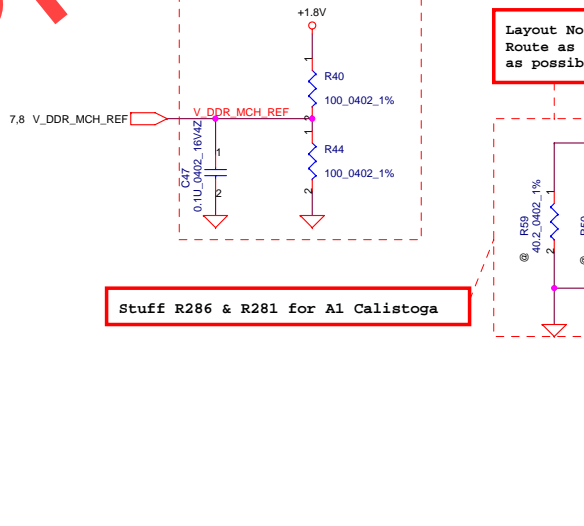 +1.8V
Layout No
Route as
as possib
1
R40
100_0402_1%
2
7,8 V_DDR_MCH_REF
V_DDR_MCH_REF
1
R44
100_0402_1%
2
C47
0.1U_0402_16V4Z
1
2
R59
40.2_0402_1%
1
2
@
@
Stuff R286 & R281 for A1 Calistoga